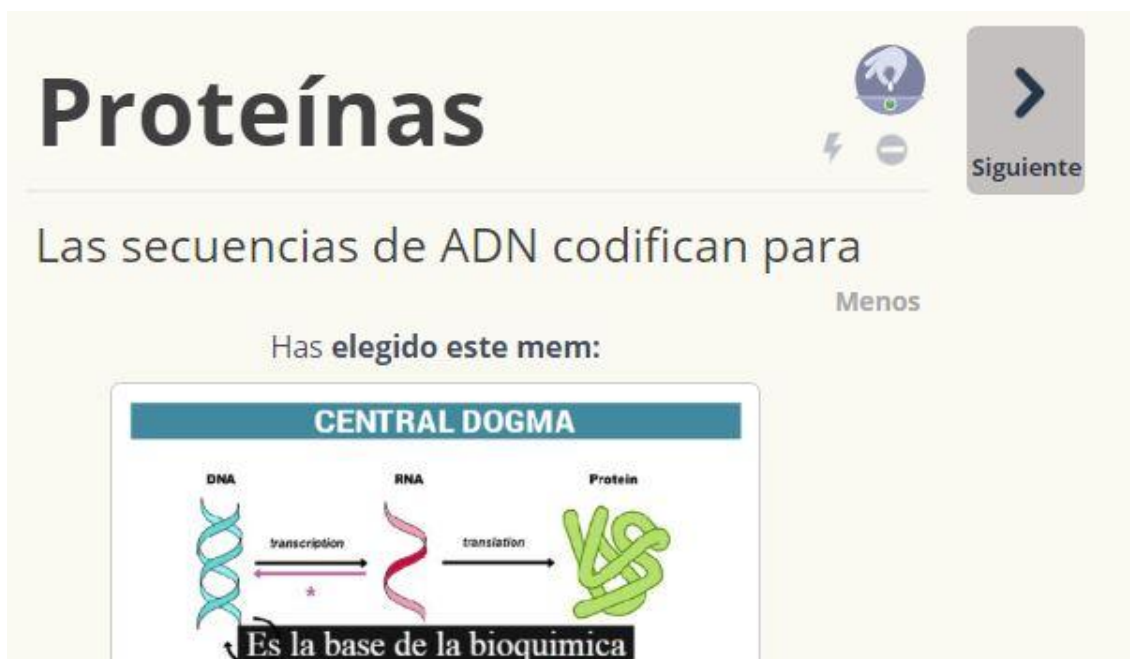 Proteínas
Siguiente
Las secuencias de ADN codifican para
Menos
Has elegido este mem:
CENTRAL DOGMA
DNA RNA Protein
transcription translation
*
Es la base de la bioquimica